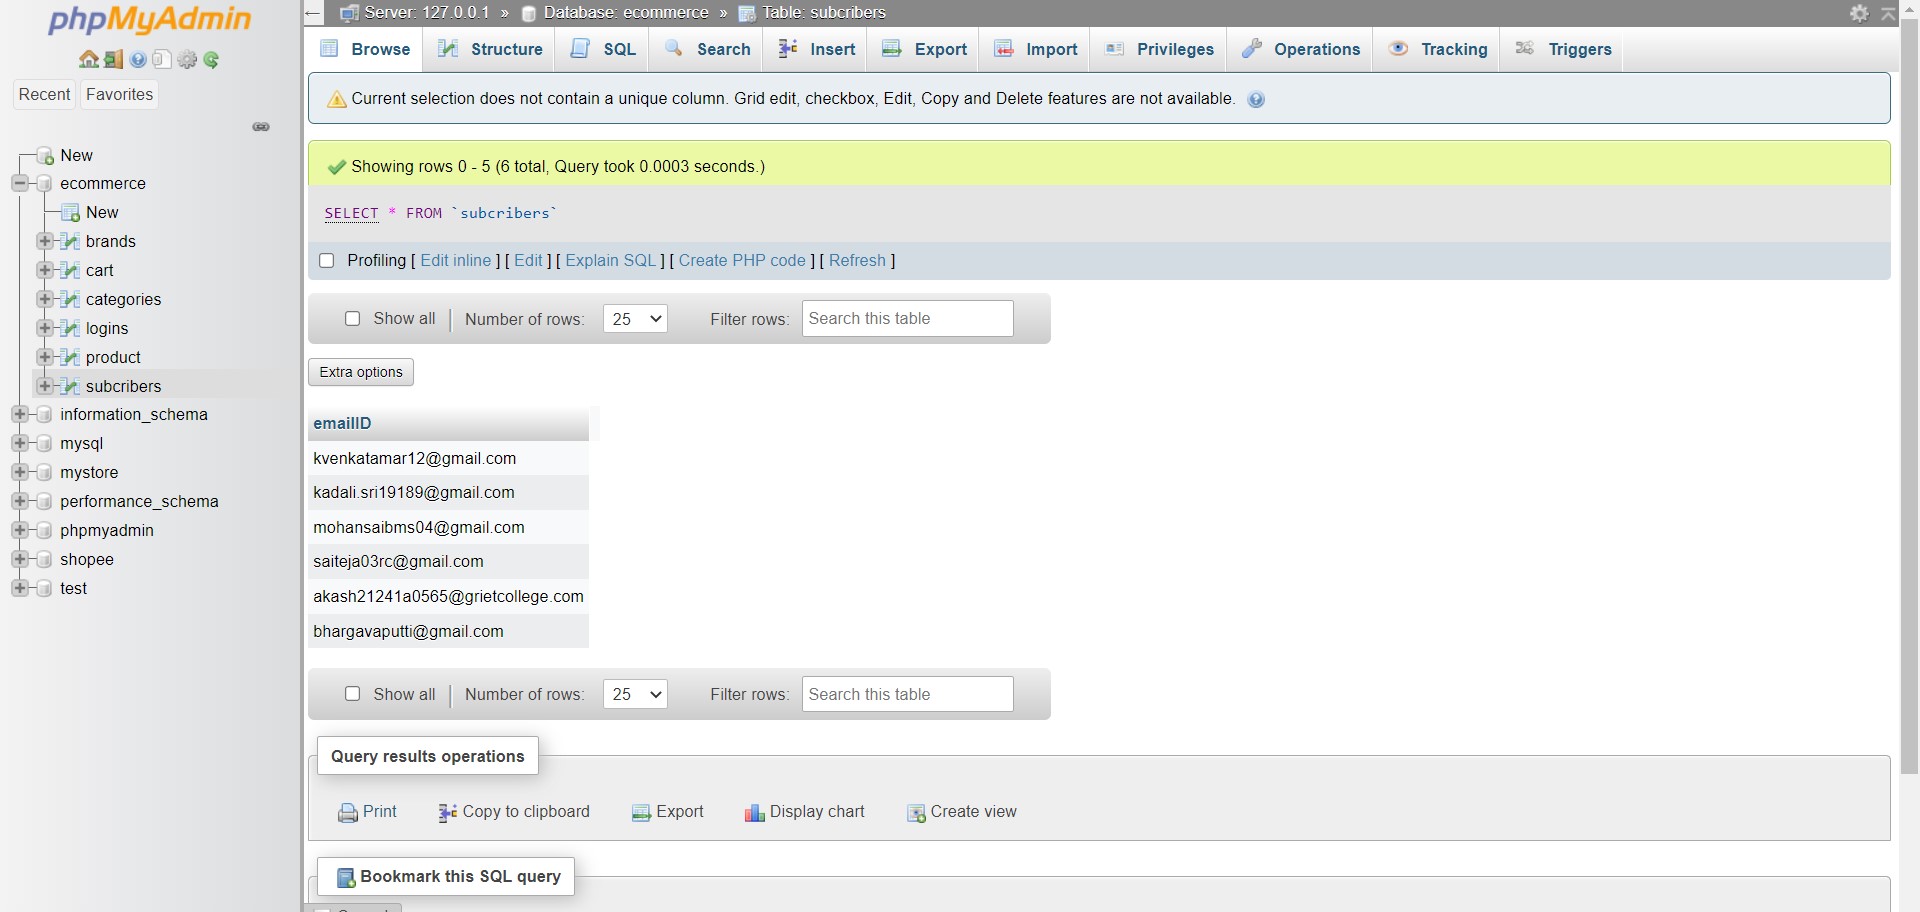 phpMyAdmin
Recent Favorites
New
ecommerce
New
brands
cart
categories
logins
product
subcribers
information_schema
mysql
mystore
performance_schema
phpmyadmin
shopee
test
Server: 127.0.0.1 » Database: ecommerce » Table: subcribers
Browse Structure SQL Search Insert Export Import Privileges Operations Tracking Triggers
Current selection does not contain a unique column. Grid edit, checkbox, Edit, Copy and Delete features are not available.
Showing rows 0 - 5 (6 total, Query took 0.0003 seconds.)
SELECT * FROM `subcribers`
Profiling [ Edit inline ] [ Edit ] [ Explain SQL ] [ Create PHP code ] [ Refresh ]
Show all | Number of rows: 25 Filter rows: Search this table
Extra options
emailID
kvenkatamar12@gmail.com
kadali.sri19189@gmail.com
mohansaibms04@gmail.com
saiteja03rc@gmail.com
akash21241a0565@grietcollege.com
bhargavaputti@gmail.com
Show all | Number of rows: 25 Filter rows: Search this table
Query results operations
Print Copy to clipboard Export Display chart Create view
Bookmark this SQL query